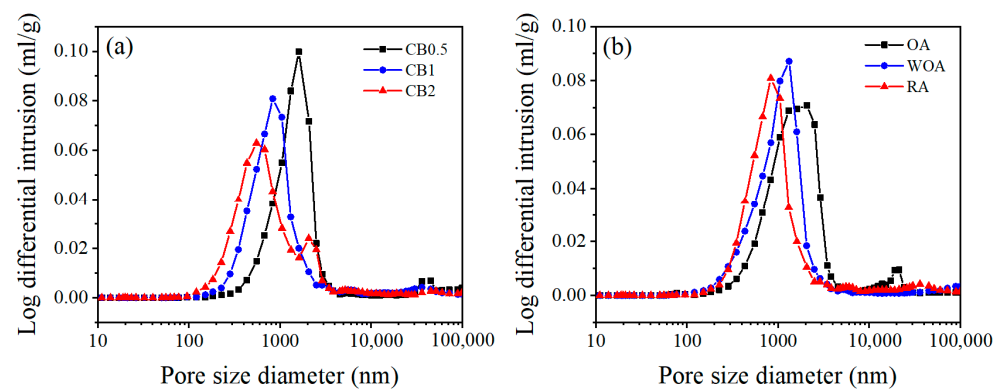 (a)
CB0.5
CB1
CB2
Log differential intrusion (ml/g)
0.10
0.08
0.06
0.04
0.02
0.00
10
100
1000
10,000
100,000
Pore size diameter (nm)
(b)
OA
WOA
RA
Log differential intrusion (ml/g)
0.10
0.08
0.06
0.04
0.02
0.00
10
100
1000
10,000
100,000
Pore size diameter (nm)